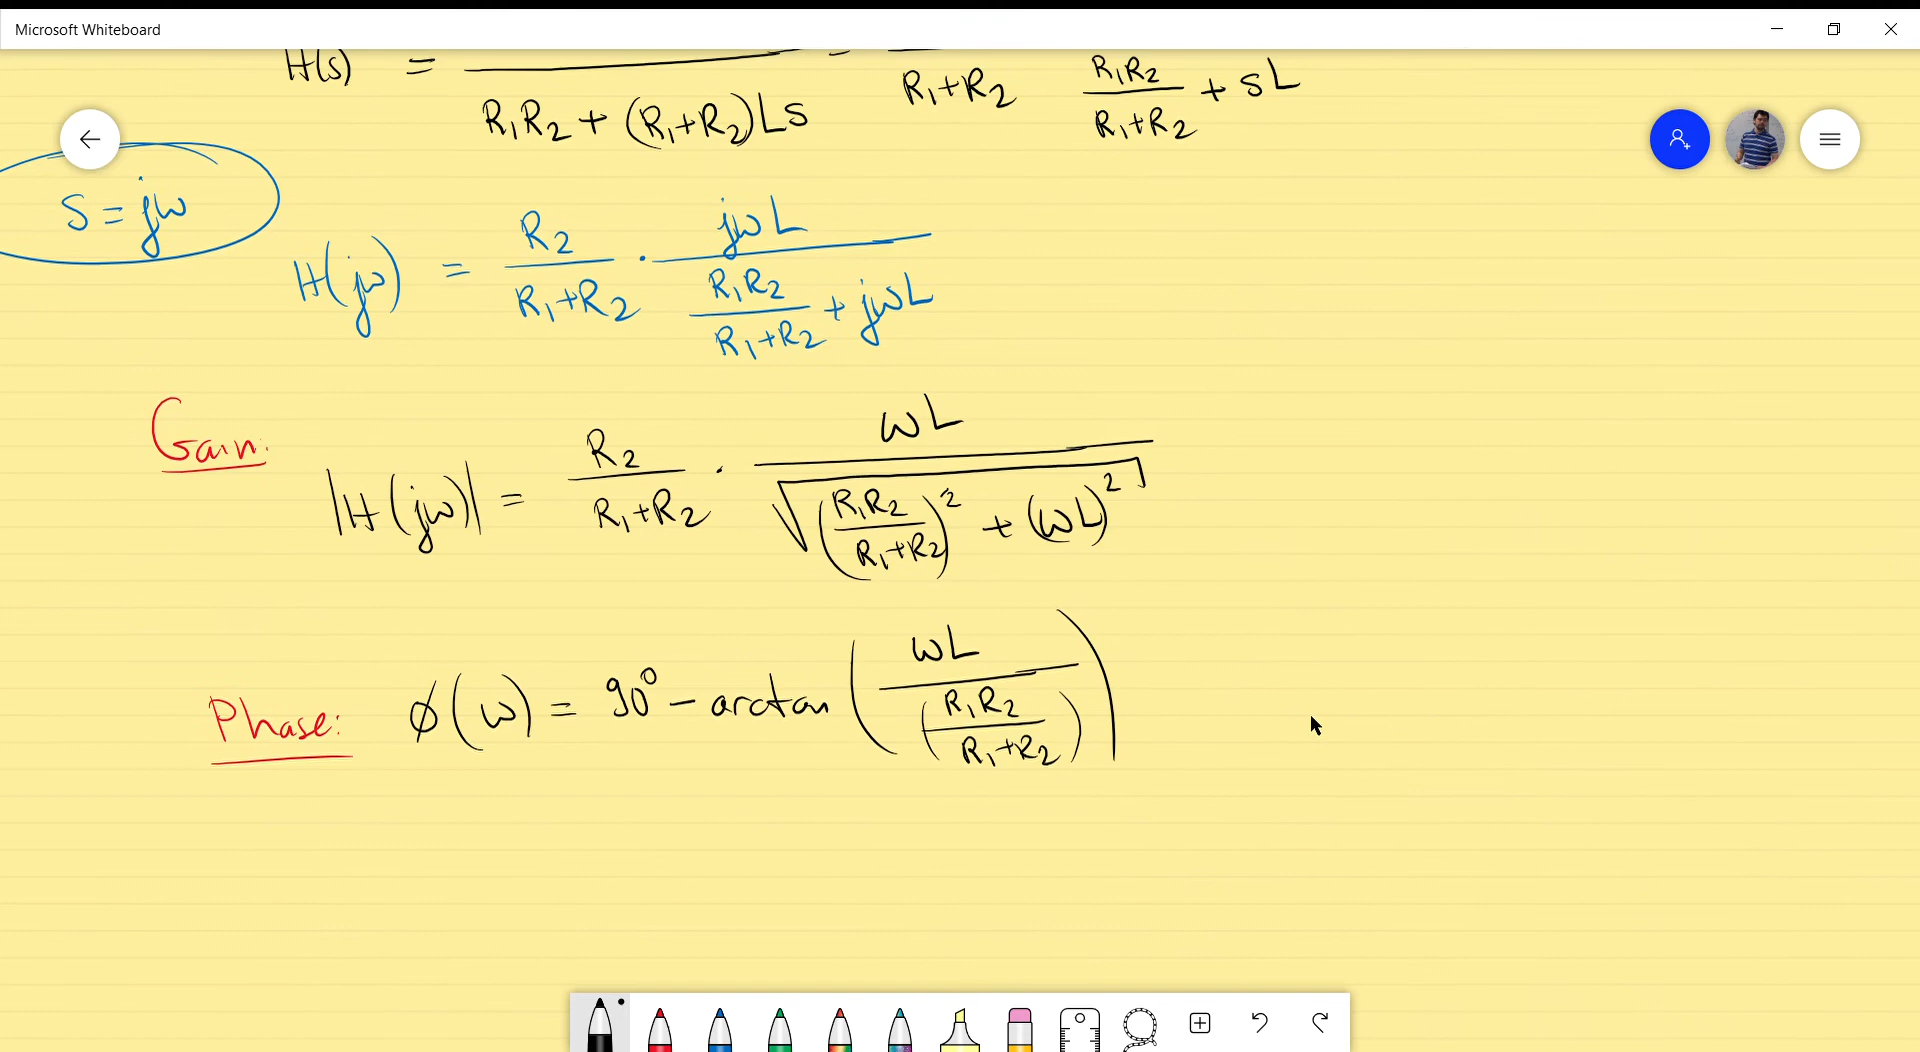 Microsoft Whiteboard
H(s) = ――― / (R₁R₂ + (R₁+R₂)Ls) = ――― / (R₁+R₂) ――― / (R₁R₂/(R₁+R₂) + sL)
s = jω
H(jω) = R₂/(R₁+R₂) · jωL / (R₁R₂/(R₁+R₂) + jωL)
Gain:
|H(jω)| = R₂/(R₁+R₂) · ωL / √((R₁R₂/(R₁+R₂))² + (ωL)²)
Phase: ϕ(ω) = 90° − arctan(ωL / (R₁R₂/(R₁+R₂)))